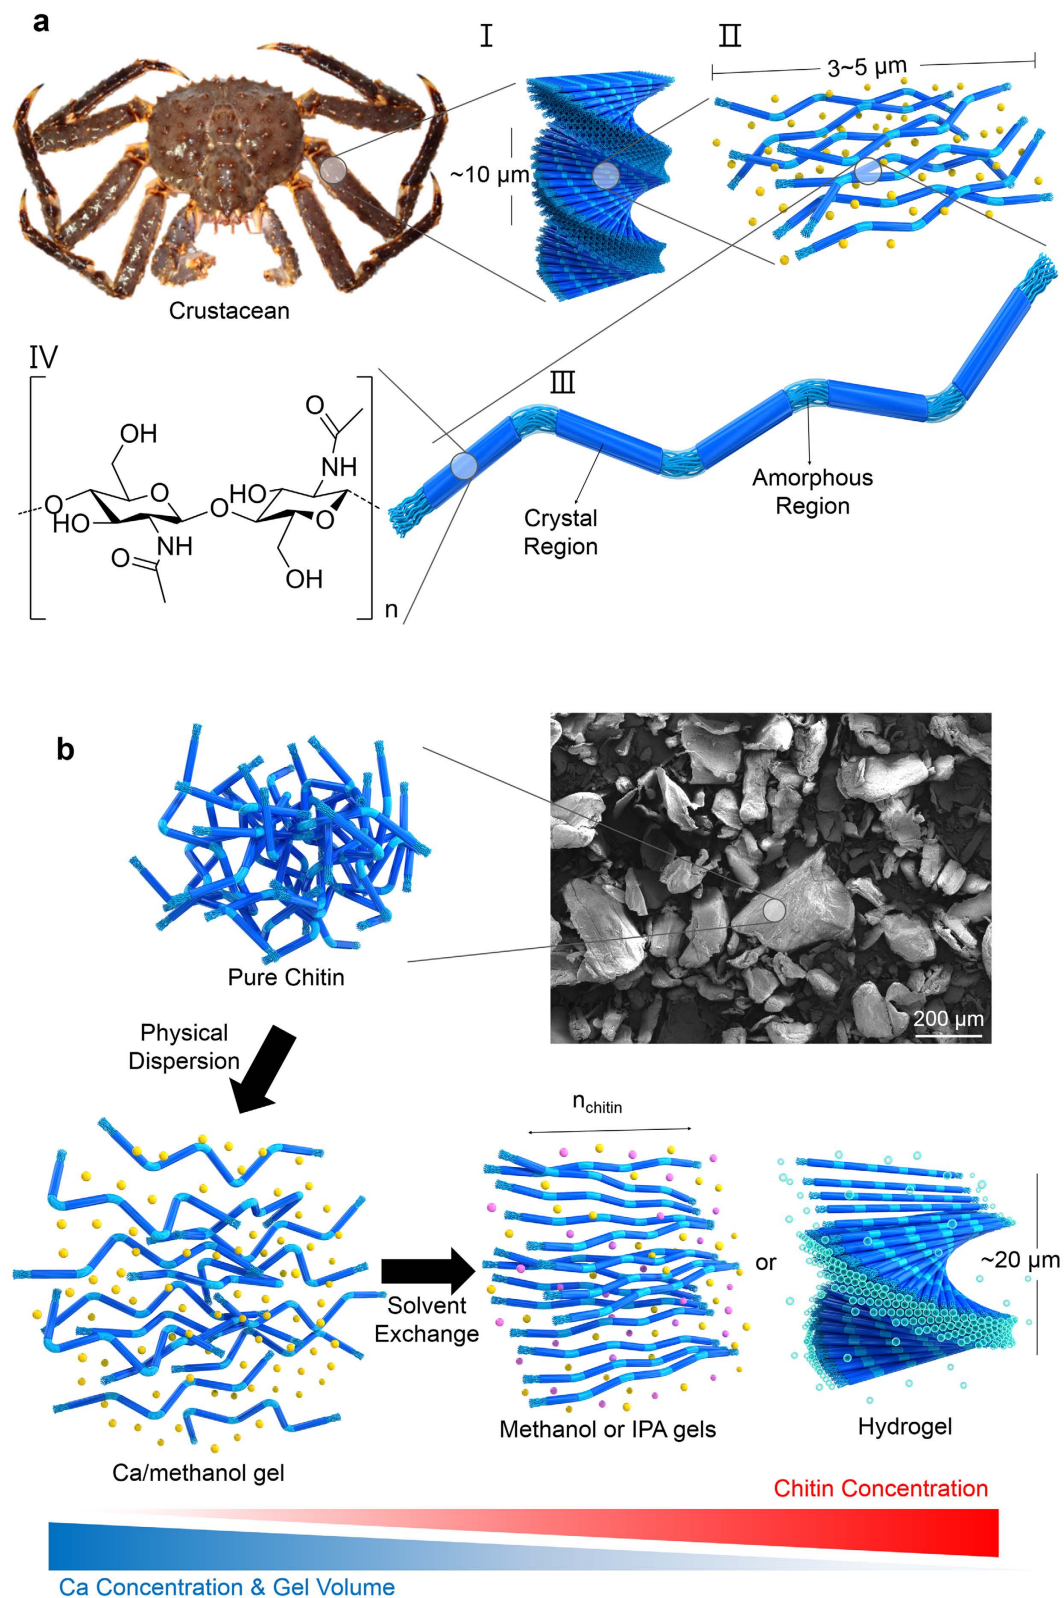 a
I
II
3~5 μm
~10 μm
Crustacean
IV
III
OH
O
NH
O
O
HO
NH
O
HO
O
O
OH
n
Crystal
Region
Amorphous
Region
b
Pure Chitin
200 μm
Physical
Dispersion
nchitin
or
~20 μm
Solvent
Exchange
Methanol or IPA gels
Hydrogel
Ca/methanol gel
Chitin Concentration
Ca Concentration & Gel Volume